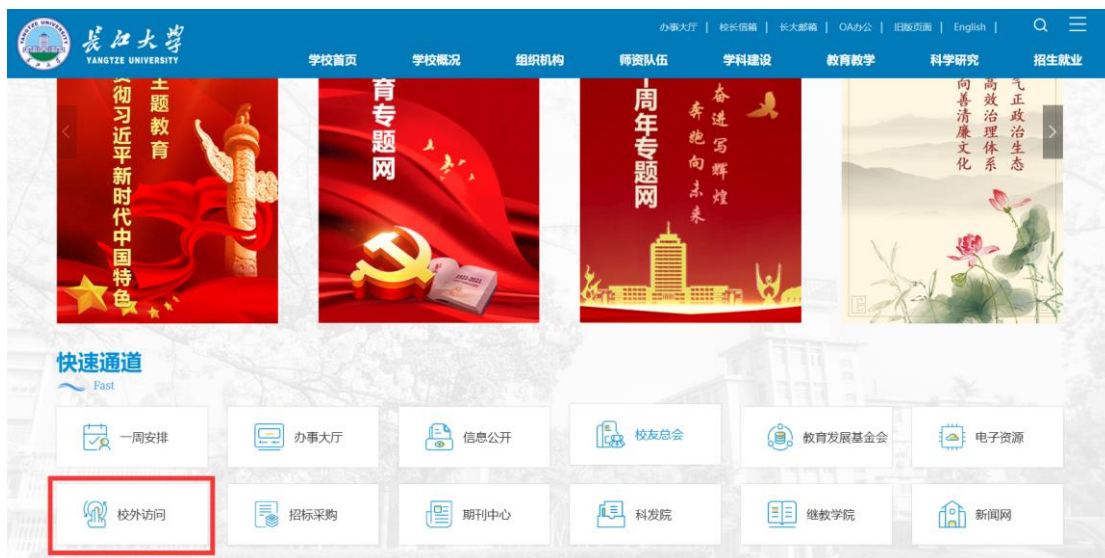 办事大厅 | 校长信箱 | 长大邮箱 | OA办公 | 旧版页面 | English |
长江大学
YANGTZE UNIVERSITY
学校首页 学校概况 组织机构 师资队伍 学科建设 教育教学 科学研究 招生就业
主题教育
彻习近平新时代中国特色
育专题网
1921-2021
周年专题网
奋进写辉煌
奔跑向未来
气正政治生态
高效治理体系
向善清廉文化
快速通道
Fast
一周安排 办事大厅 信息公开 校友总会 教育发展基金会 电子资源
校外访问 招标采购 期刊中心 科发院 继教学院 新闻网